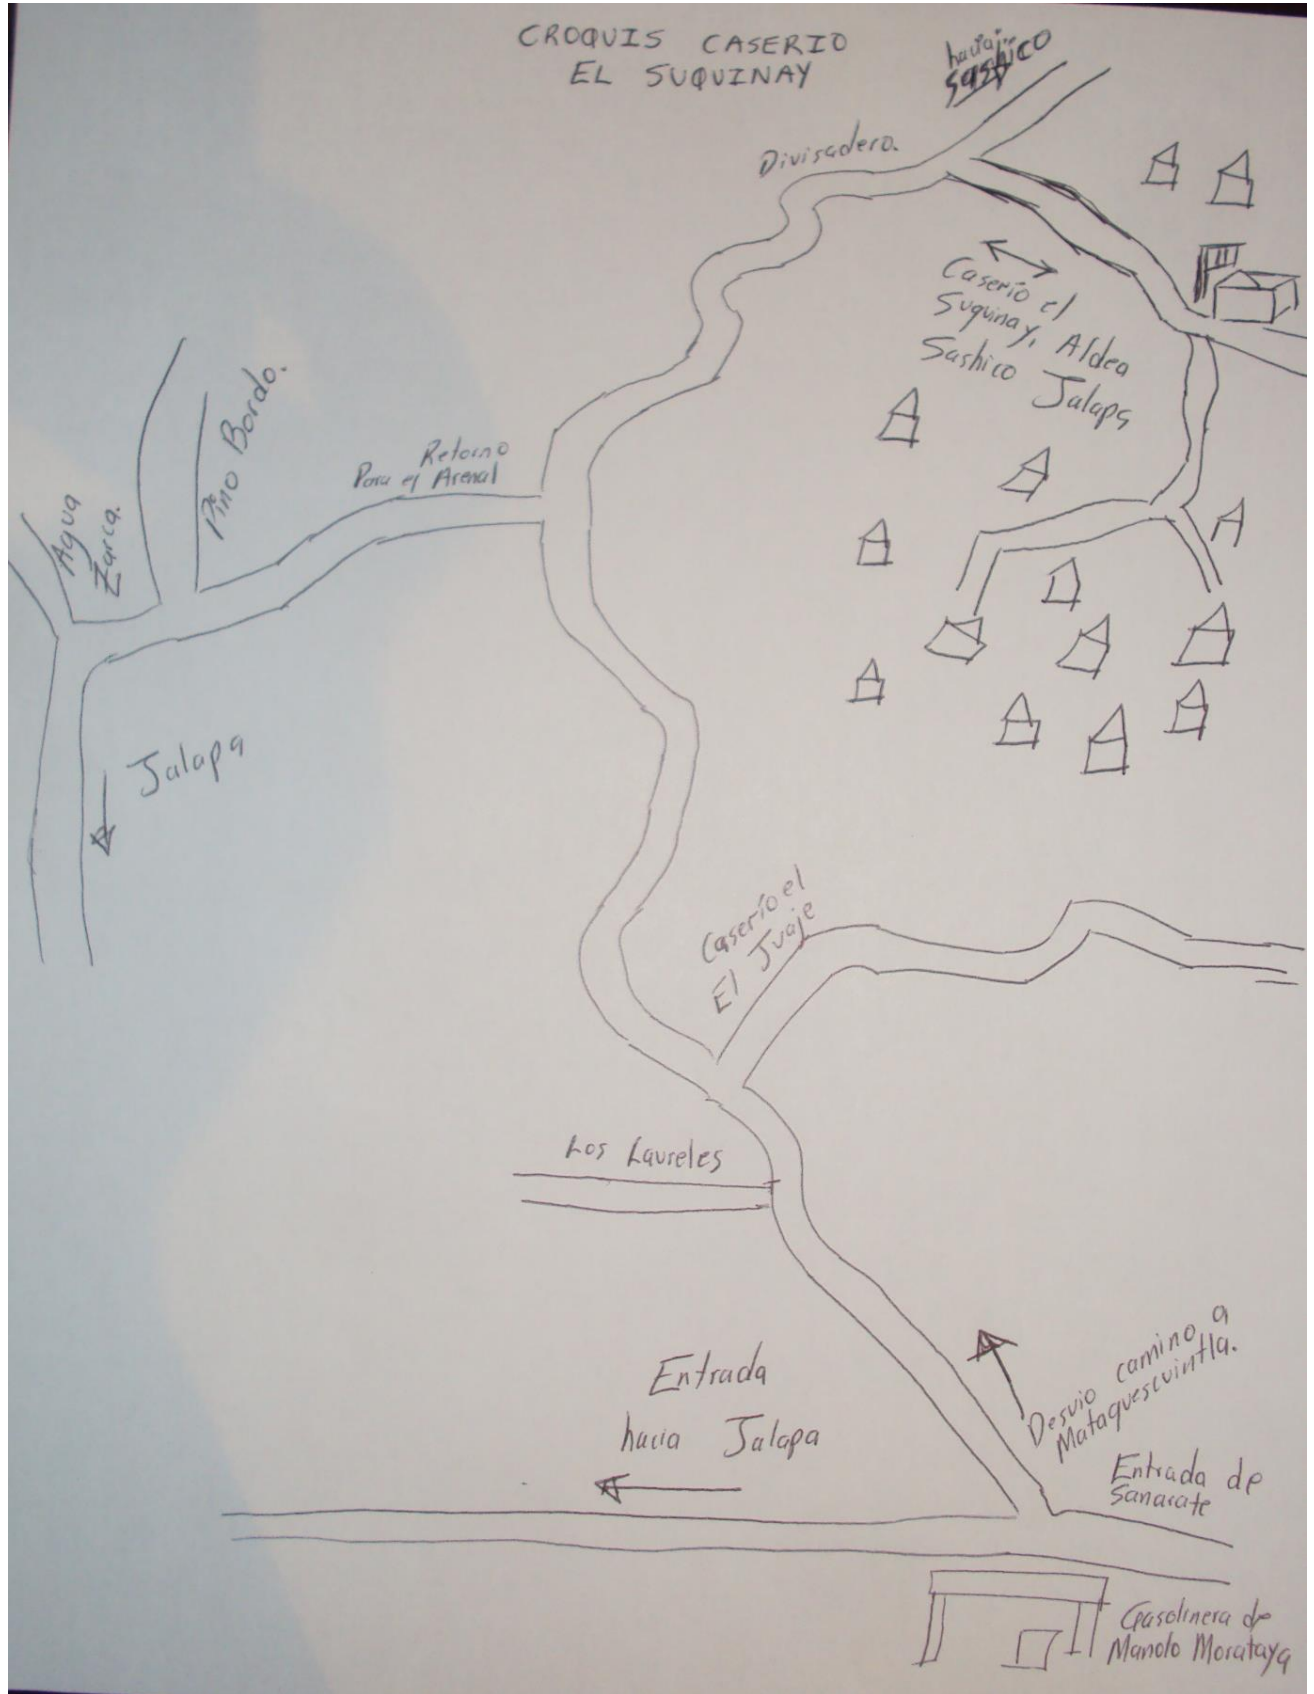 CROQUIS CASERIO
EL SUQUINAY
hacia
SASHICO
Divisadero.
Caserío el
Suquinay, Aldea
Sashico Jalapa
Retorno
Para el Arenal
Pino Bordo.
Agua
Zarca.
Jalapa
Caserío el
El Juaje
Los Laureles
Entrada
hacia Jalapa
Desvio camino a
Mataquescuintla.
Entrada de
Sanarate
Gasolinera de
Manolo Morataya